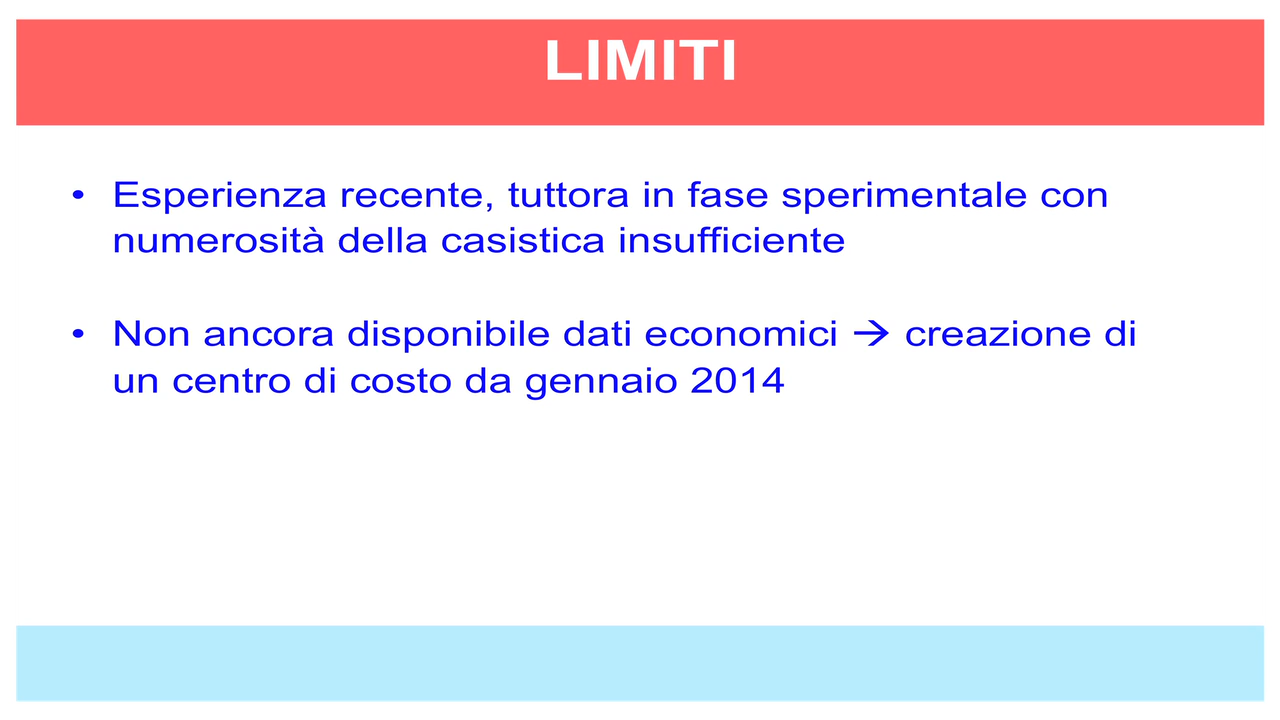 LIMITI
• Esperienza recente, tuttora in fase sperimentale con
numerosità della casistica insufficiente
• Non ancora disponibile dati economici → creazione di
un centro di costo da gennaio 2014